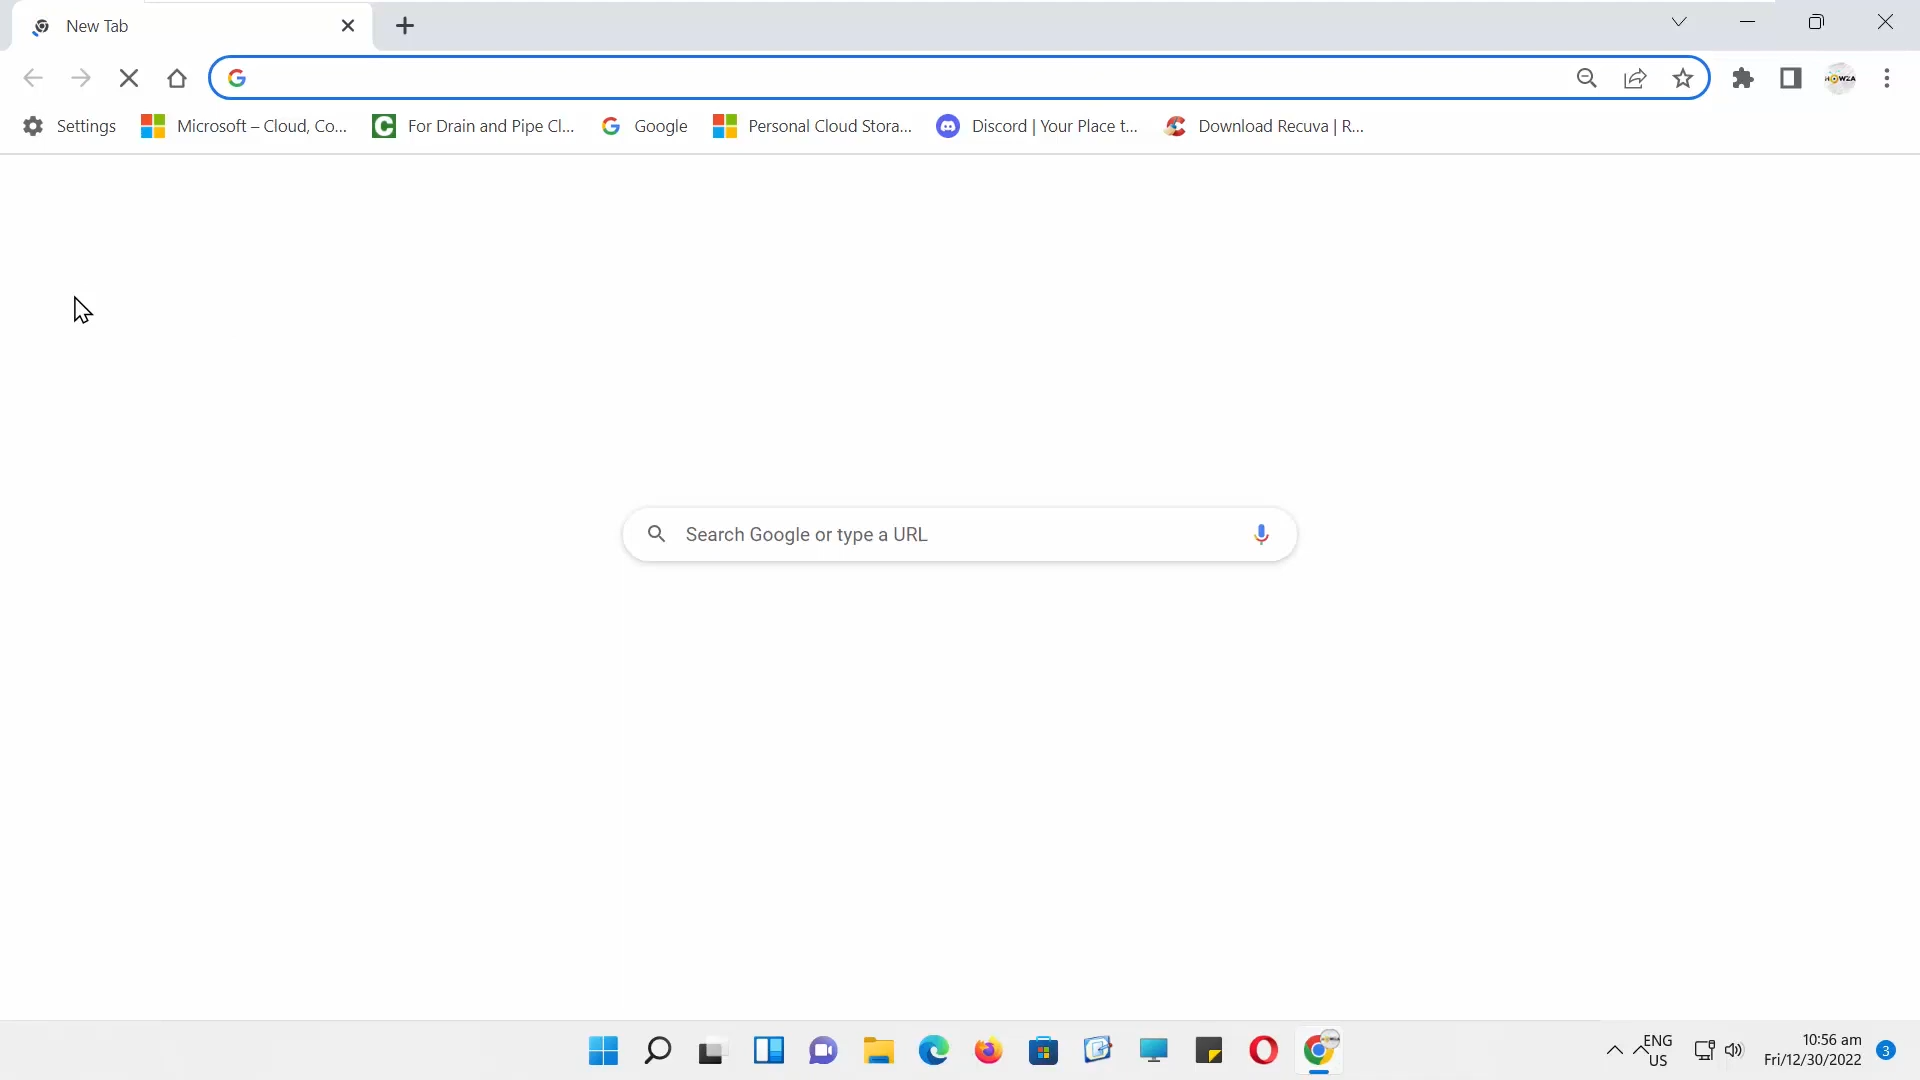 New Tab
Settings
Microsoft – Cloud, Co...
For Drain and Pipe Cl...
Google
Personal Cloud Stora...
Discord | Your Place t...
Download Recuva | R...
HOWZA
Search Google or type a URL
ENG
US
10:56 am
Fri/12/30/2022
3